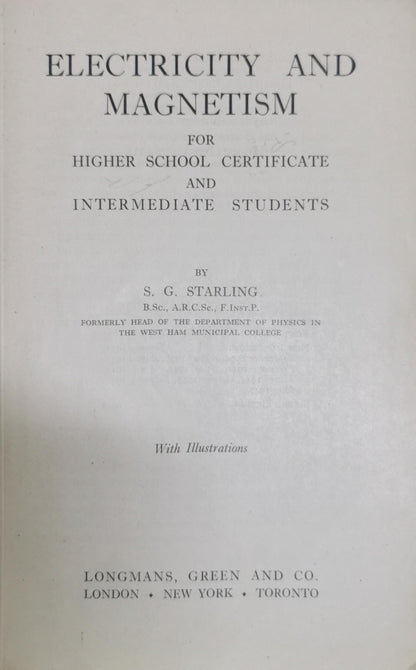 ELECTRICITY AND
MAGNETISM
FOR
HIGHER SCHOOL CERTIFICATE
AND
INTERMEDIATE STUDENTS
BY
S. G. STARLING
B.Sc., A.R.C.Sc., F.Inst.P.
FORMERLY HEAD OF THE DEPARTMENT OF PHYSICS IN
THE WEST HAM MUNICIPAL COLLEGE
With Illustrations
LONGMANS, GREEN AND CO.
LONDON • NEW YORK • TORONTO